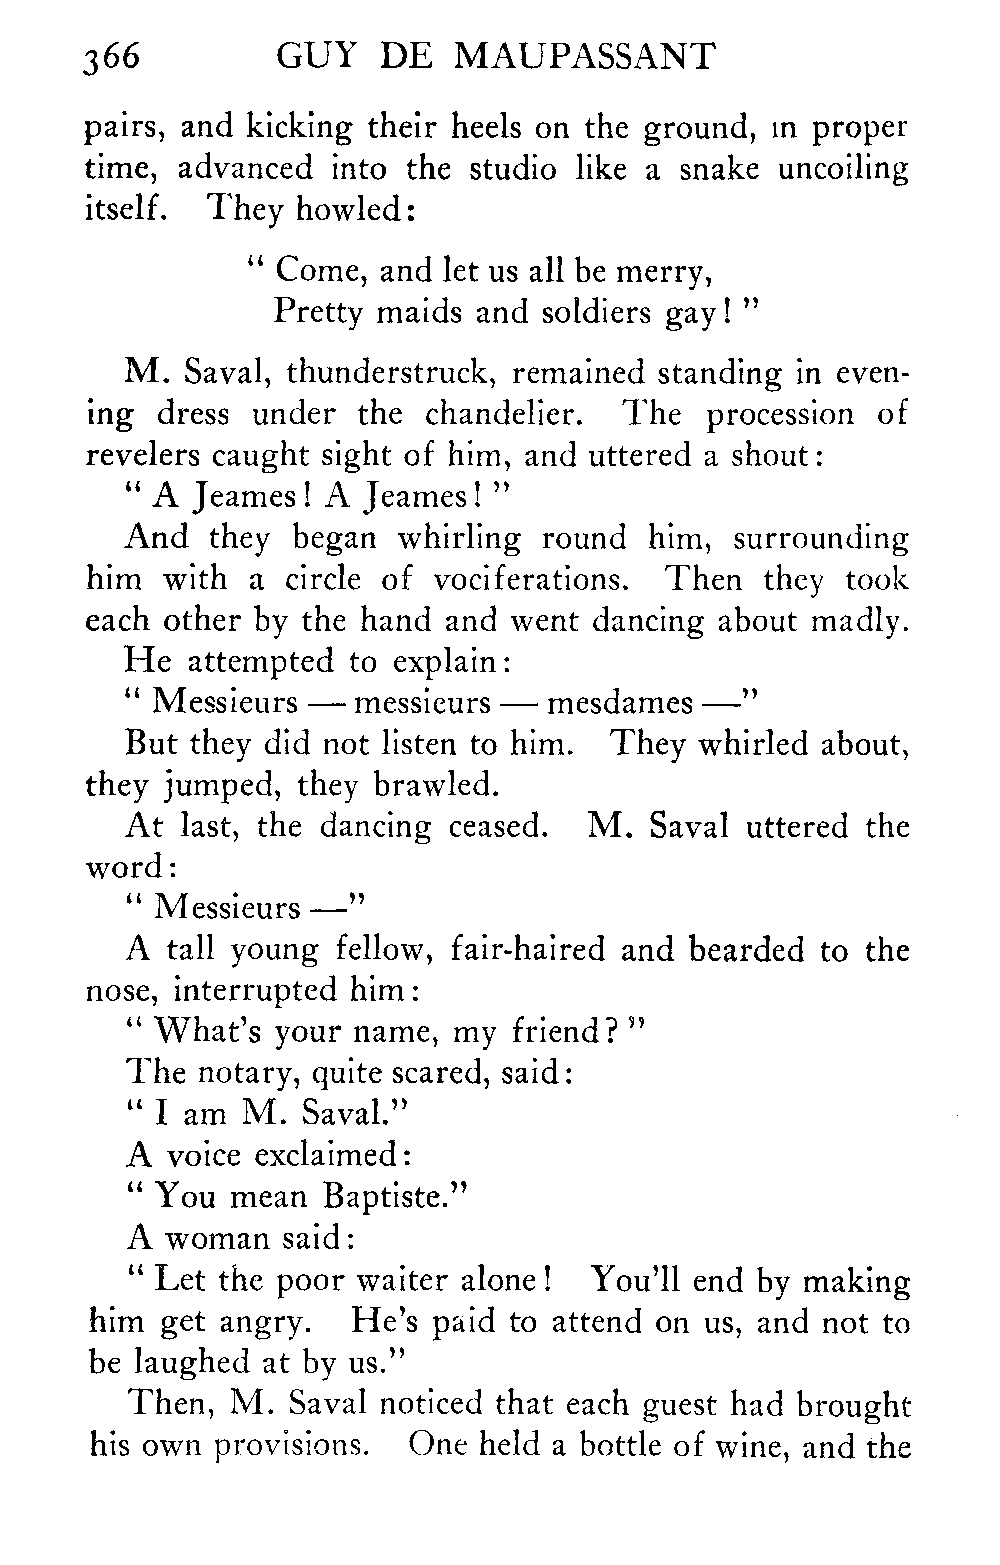 366 GUY DE MAUPASSANT
pairs, and kicking their heels on the ground, in proper
time, advanced into the studio like a snake uncoiling
itself. They howled:
" Come, and let us all be merry,
Pretty maids and soldiers gay! "
M. Saval, thunderstruck, remained standing in even-
ing dress under the chandelier. The procession of
revelers caught sight of him, and uttered a shout:
" A Jeames! A Jeames! "
And they began whirling round him, surrounding
him with a circle of vociferations. Then they took
each other by the hand and went dancing about madly.
He attempted to explain:
" Messieurs — messieurs — mesdames —"
But they did not listen to him. They whirled about,
they jumped, they brawled.
At last, the dancing ceased. M. Saval uttered the
word:
" Messieurs —"
A tall young fellow, fair-haired and bearded to the
nose, interrupted him:
" What's your name, my friend? "
The notary, quite scared, said:
" I am M. Saval."
A voice exclaimed:
" You mean Baptiste."
A woman said:
" Let the poor waiter alone! You'll end by making
him get angry. He's paid to attend on us, and not to
be laughed at by us."
Then, M. Saval noticed that each guest had brought
his own provisions. One held a bottle of wine, and the